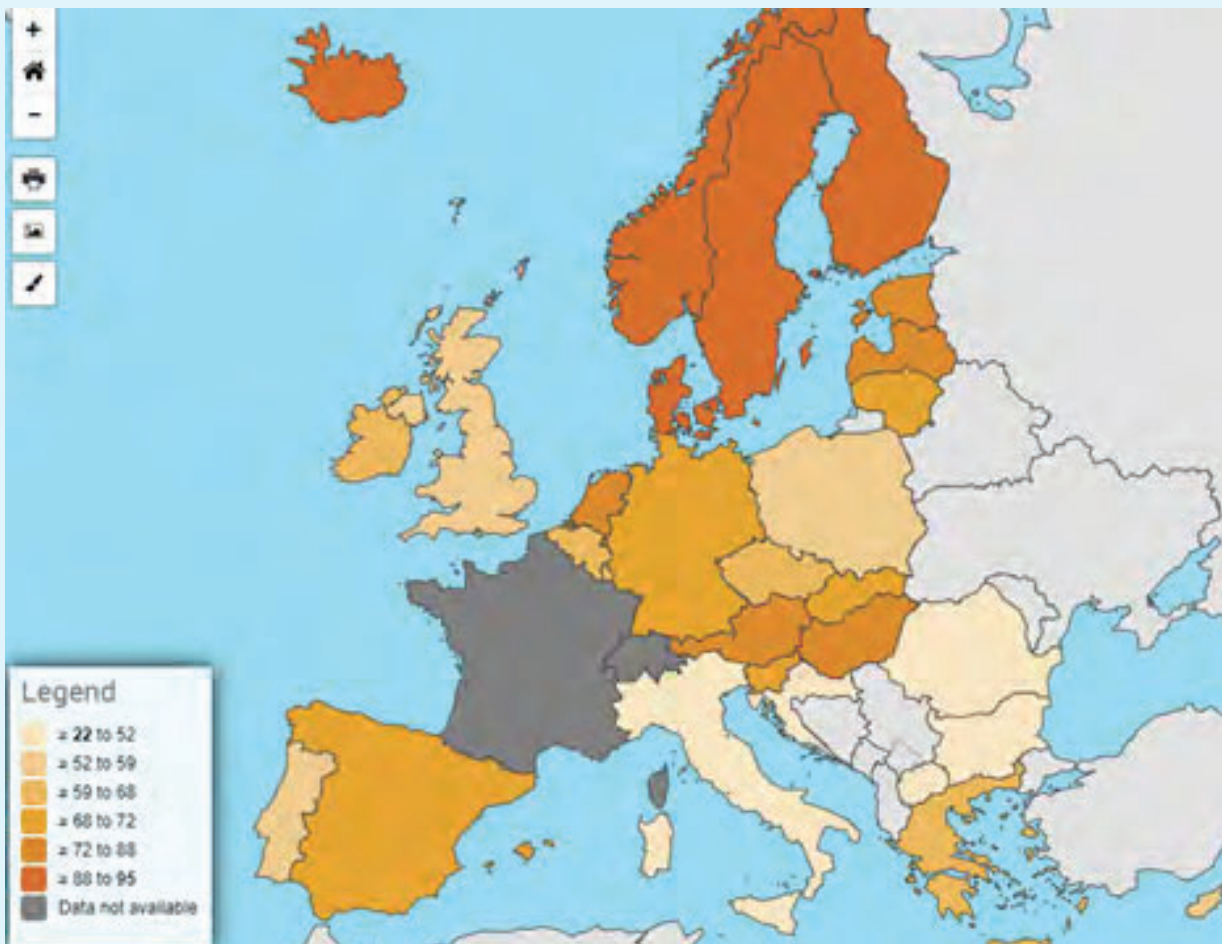 +
-
Legend
≥ 22 to 52
≥ 52 to 59
≥ 59 to 68
≥ 68 to 72
≥ 72 to 88
≥ 88 to 95
Data not available